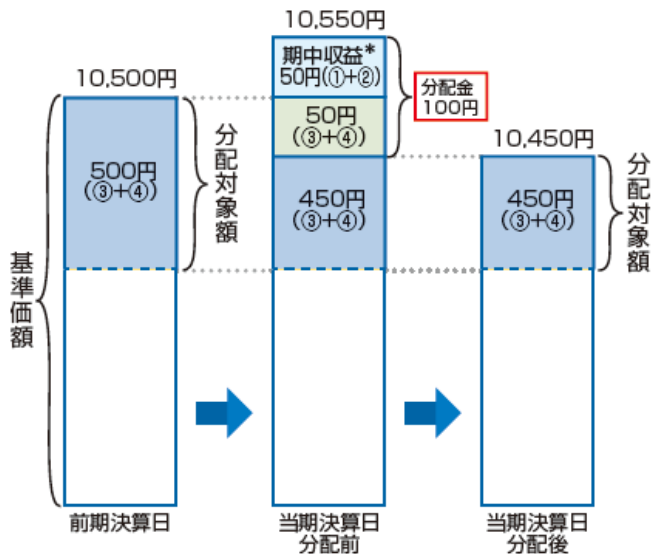 10,550円
期中収益*
50円(①+②)
分配金
100円
10,500円
50円
(③+④)
10,450円
500円
(③+④)
分配対象額
450円
(③+④)
450円
(③+④)
分配対象額
基準価額
前期決算日
当期決算日
分配前
当期決算日
分配後